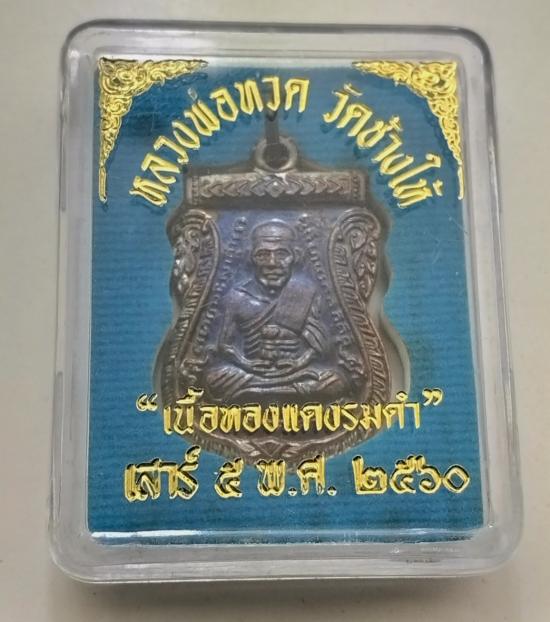 หลวงพ่อทวด วัดช้างให้
“เนื้อทองแดงรมดำ”
เสาร์ ๕ พ.ศ. ๒๕๖๐